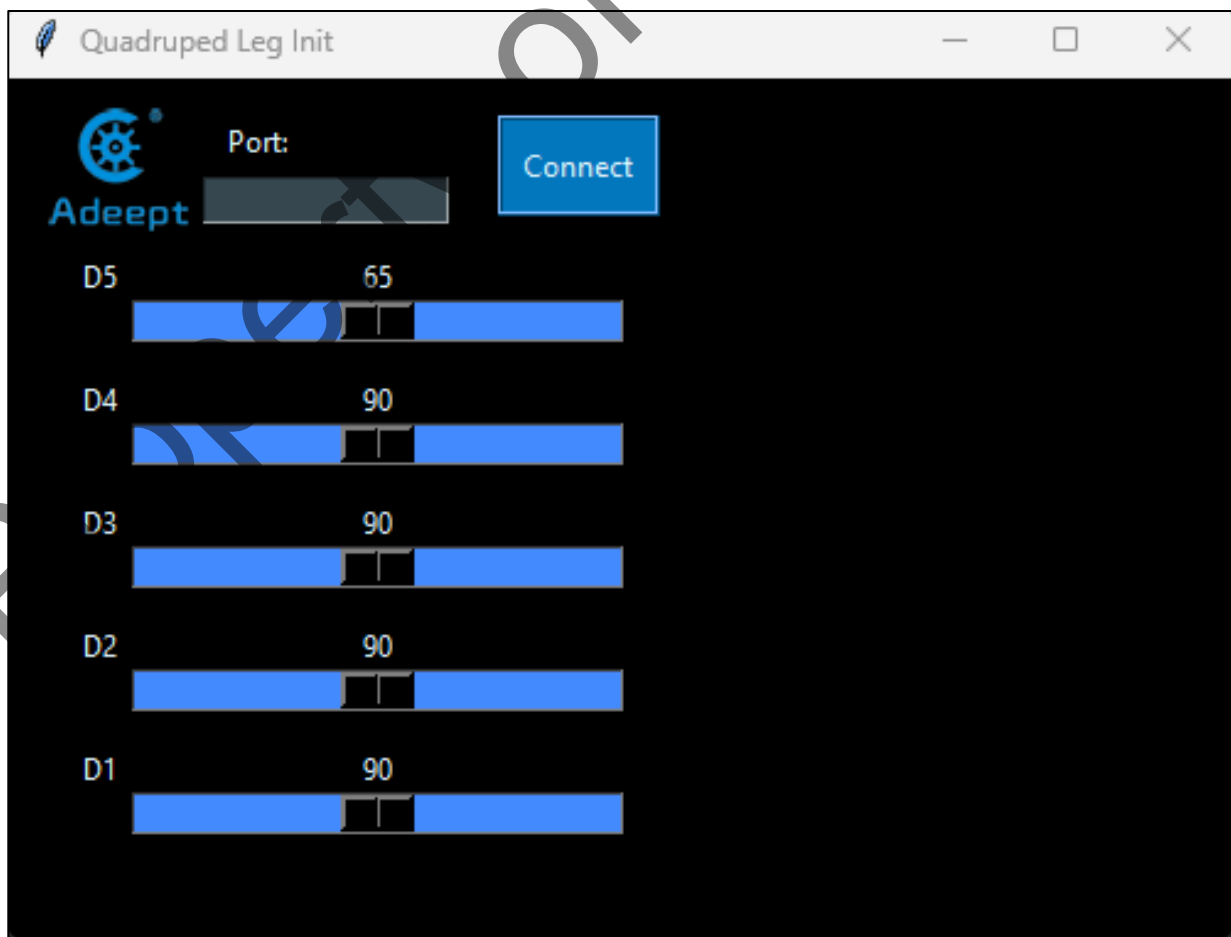 Quadruped Leg Init
Port:
Connect
Adeept
D5 65
D4 90
D3 90
D2 90
D1 90